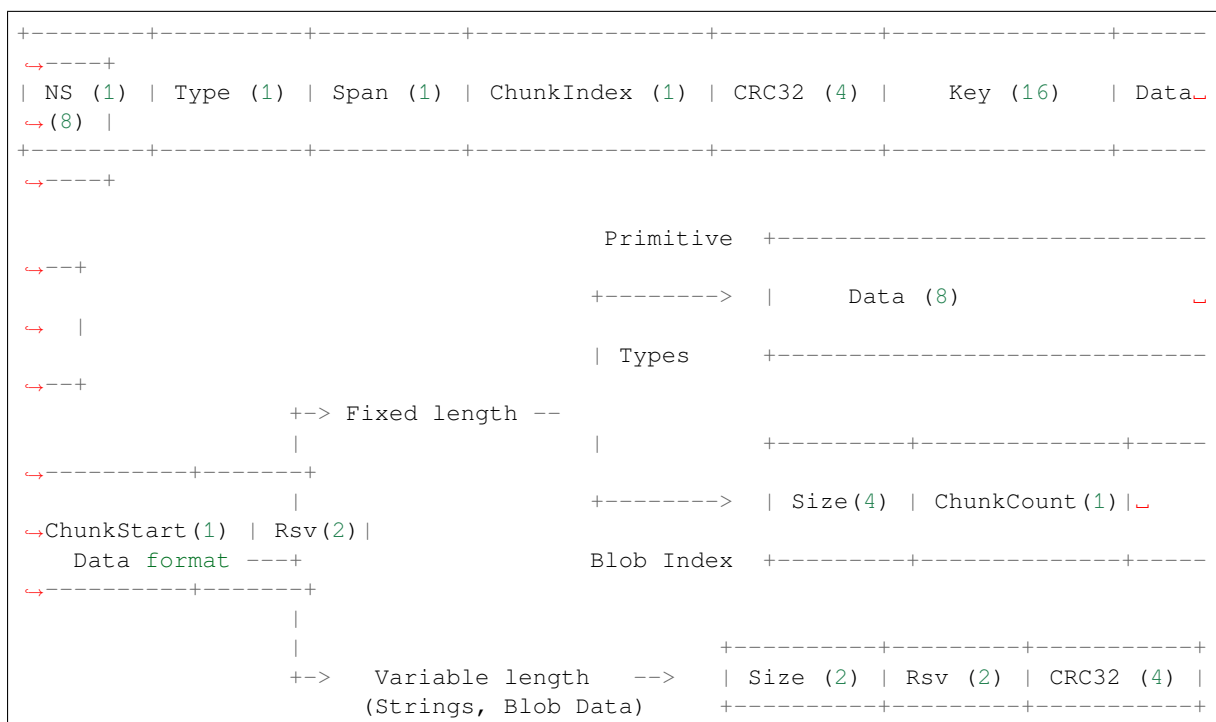 +--------+----------+----------+---------------+-----------+--------------+------
↪----+
| NS (1) | Type (1) | Span (1) | ChunkIndex (1) | CRC32 (4) |    Key (16)   | Data␣
↪(8) |
+--------+----------+----------+---------------+-----------+--------------+------
↪----+
                                         Primitive  +------------------------------
↪--+
                                        +-------->  |     Data (8)                ␣
↪  |
                                        | Types     +------------------------------
↪--+
                   +-> Fixed length --
                   |                    |           +---------+--------------+-----
↪----------+-------+
                   |                    +-------->  | Size(4) | ChunkCount(1)|␣
↪ChunkStart(1) | Rsv(2)|
    Data format ---+                    Blob Index  +---------+--------------+-----
↪----------+-------+
                   |
                   |                             +----------+---------+-----------+
                   +->   Variable length   -->   | Size (2) | Rsv (2) | CRC32 (4) |
                        (Strings, Blob Data)     +----------+---------+-----------+